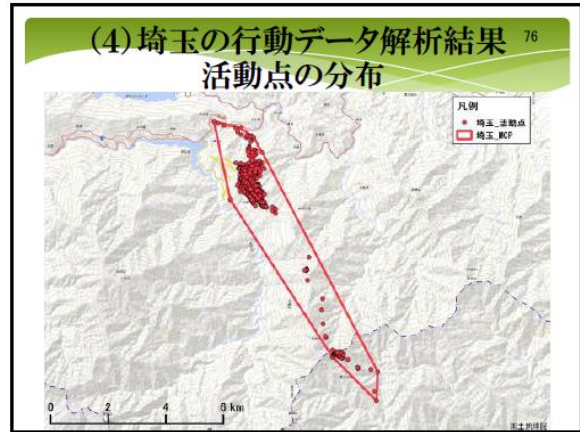 (4)埼玉の行動データ解析結果
76
活動点の分布
凡例
埼玉_活動点
埼玉_MCP
0 2 4 6 km
国土地理院